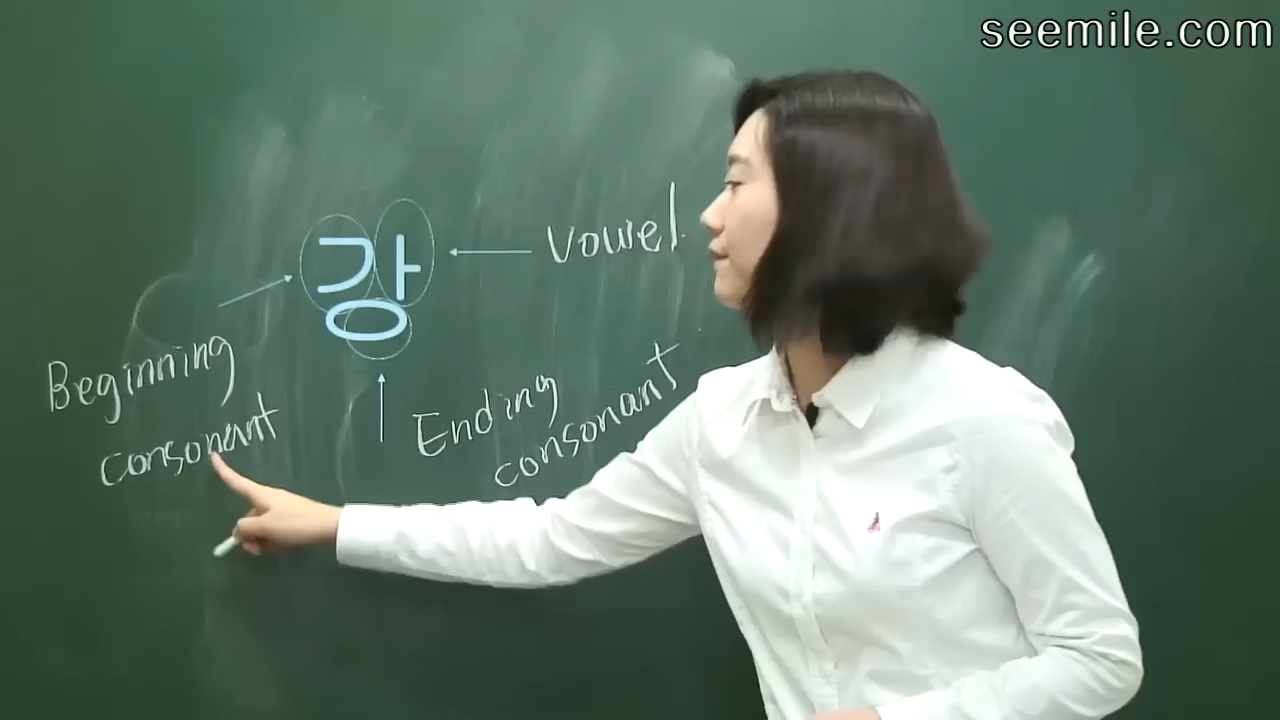 seemile.com
강
Vowel
Beginning
consonant
Ending
consonant